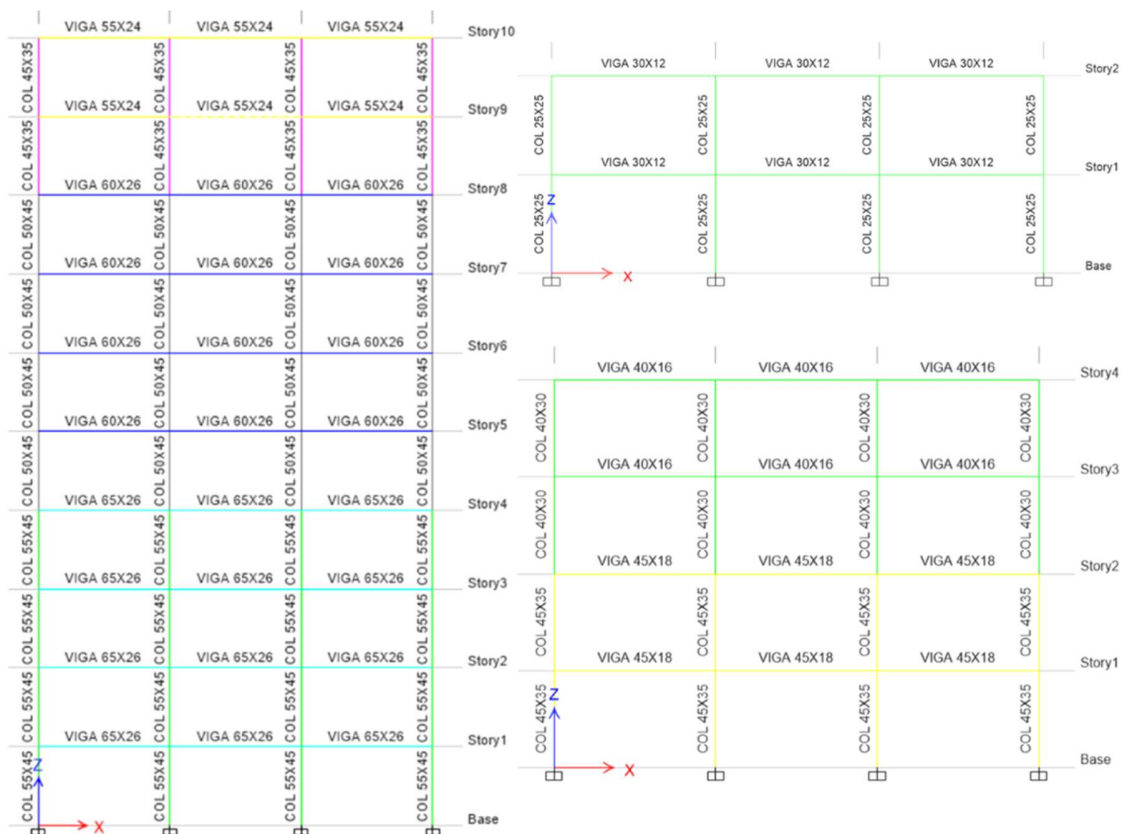 VIGA 55X24 VIGA 55X24 VIGA 55X24 Story10
COL 45X35 COL 45X35 COL 45X35 COL 45X35
VIGA 55X24 VIGA 55X24 VIGA 55X24 Story9
COL 45X35 COL 45X35 COL 45X35 COL 45X35
VIGA 60X26 VIGA 60X26 VIGA 60X26 Story8
COL 50X45 COL 50X45 COL 50X45 COL 50X45
VIGA 60X26 VIGA 60X26 VIGA 60X26 Story7
COL 50X45 COL 50X45 COL 50X45 COL 50X45
VIGA 60X26 VIGA 60X26 VIGA 60X26 Story6
COL 50X45 COL 50X45 COL 50X45 COL 50X45
VIGA 60X26 VIGA 60X26 VIGA 60X26 Story5
COL 50X45 COL 50X45 COL 50X45 COL 50X45
VIGA 65X26 VIGA 65X26 VIGA 65X26 Story4
COL 55X45 COL 55X45 COL 55X45 COL 55X45
VIGA 65X26 VIGA 65X26 VIGA 65X26 Story3
COL 55X45 COL 55X45 COL 55X45 COL 55X45
VIGA 65X26 VIGA 65X26 VIGA 65X26 Story2
COL 55X45 COL 55X45 COL 55X45 COL 55X45
VIGA 65X26 VIGA 65X26 VIGA 65X26 Story1
COL 55X45 COL 55X45 COL 55X45 COL 55X45
Z
X
Base
VIGA 30X12 VIGA 30X12 VIGA 30X12 Story2
COL 25X25 COL 25X25 COL 25X25 COL 25X25
VIGA 30X12 VIGA 30X12 VIGA 30X12 Story1
COL 25X25 COL 25X25 COL 25X25 COL 25X25
Z
X
Base
VIGA 40X16 VIGA 40X16 VIGA 40X16 Story4
COL 40X30 COL 40X30 COL 40X30 COL 40X30
VIGA 40X16 VIGA 40X16 VIGA 40X16 Story3
COL 40X30 COL 40X30 COL 40X30 COL 40X30
VIGA 45X18 VIGA 45X18 VIGA 45X18 Story2
COL 45X35 COL 45X35 COL 45X35 COL 45X35
VIGA 45X18 VIGA 45X18 VIGA 45X18 Story1
COL 45X35 COL 45X35 COL 45X35 COL 45X35
Z
X
Base